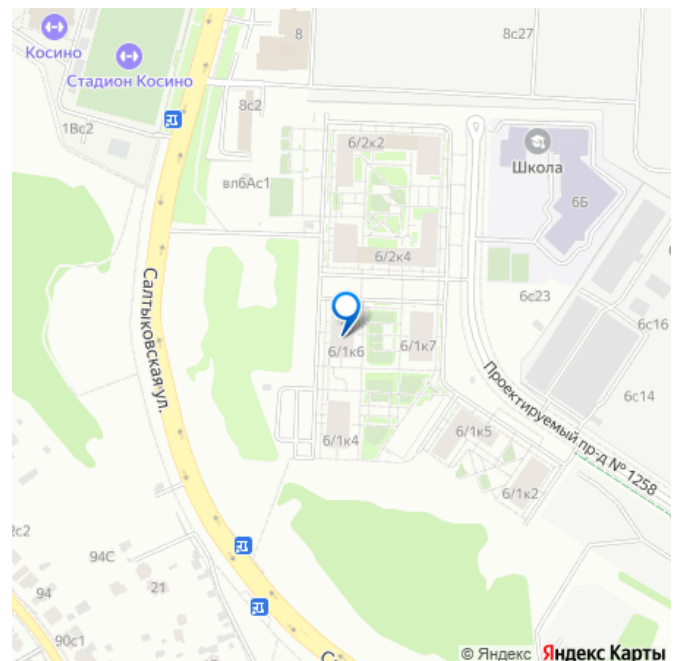 8
8с27
Косино
Стадион Косино
8с2
1Вс2
6/2к2
Школа
вл6Ас1
6Б
6/2к4
6с23
6с16
Салтыковская ул.
6/1к6
6/1к7
6с14
Проектируемый пр-д № 1258
6/1к4
6/1к5
6/1к2
94С
94
21
90с1
© Яндекс Яндекс Карты